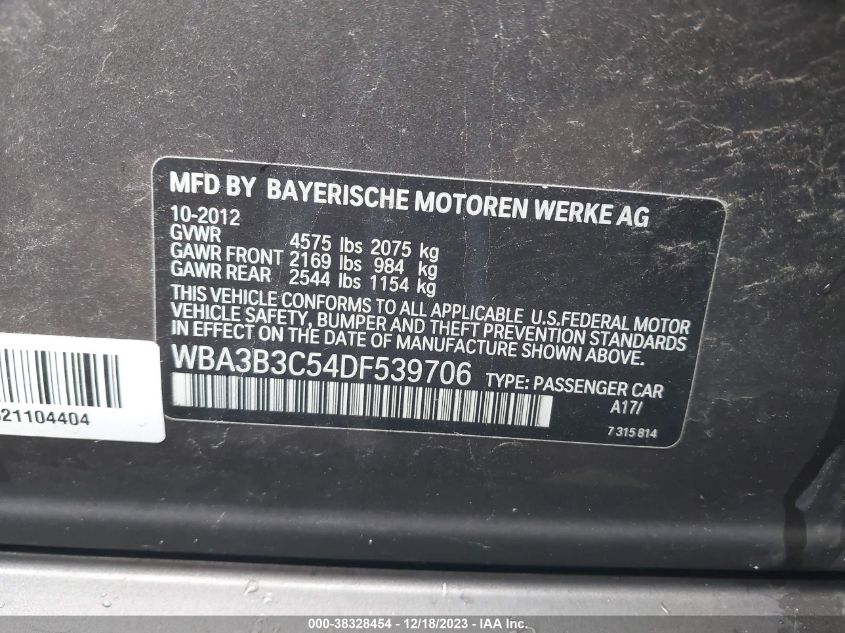 MFD BY BAYERISCHE MOTOREN WERKE AG
10-2012
GVWR 4575 lbs 2075 kg
GAWR FRONT 2169 lbs 984 kg
GAWR REAR 2544 lbs 1154 kg
THIS VEHICLE CONFORMS TO ALL APPLICABLE U.S.FEDERAL MOTOR
VEHICLE SAFETY, BUMPER AND THEFT PREVENTION STANDARDS
IN EFFECT ON THE DATE OF MANUFACTURE SHOWN ABOVE.
WBA3B3C54DF539706 TYPE: PASSENGER CAR
A17/
7 315 814
21104404
000-38328454 - 12/18/2023 - IAA Inc.